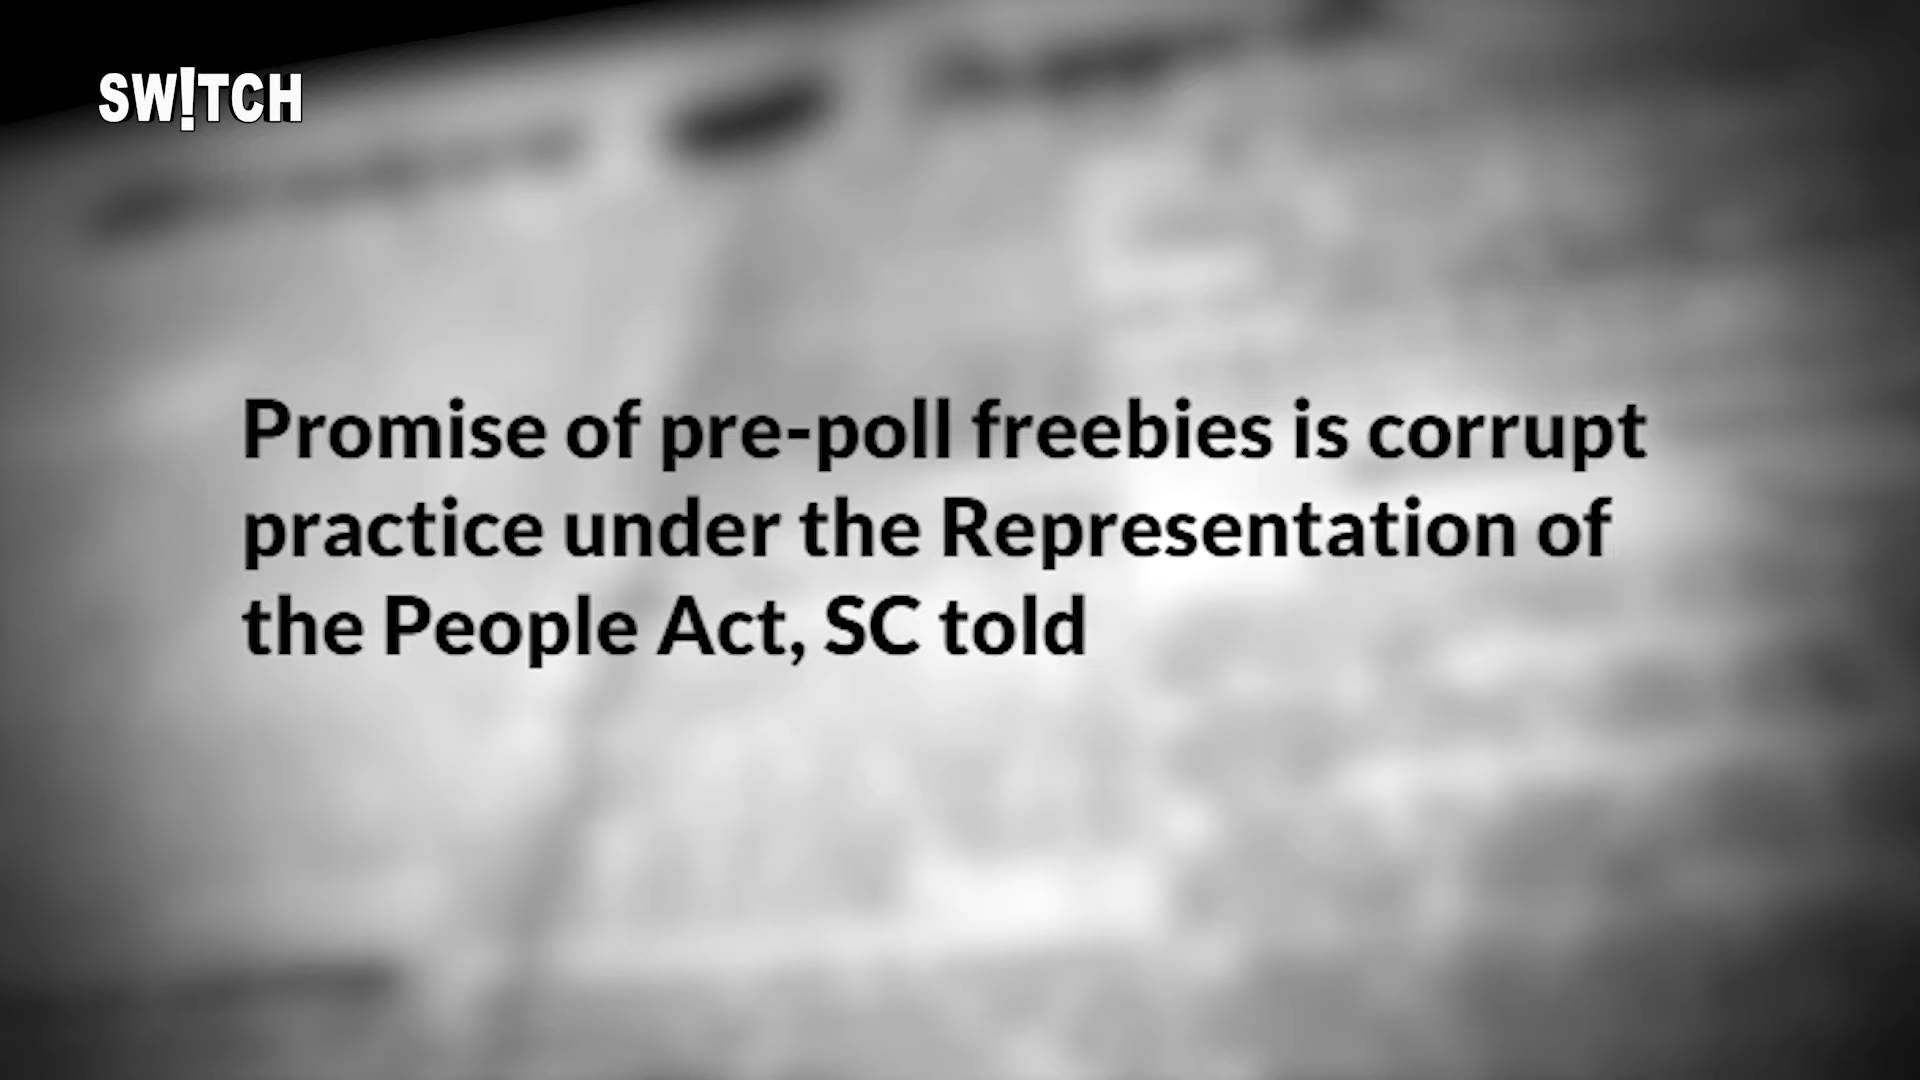 SW!TCH
Promise of pre-poll freebies is corrupt
practice under the Representation of
the People Act, SC told